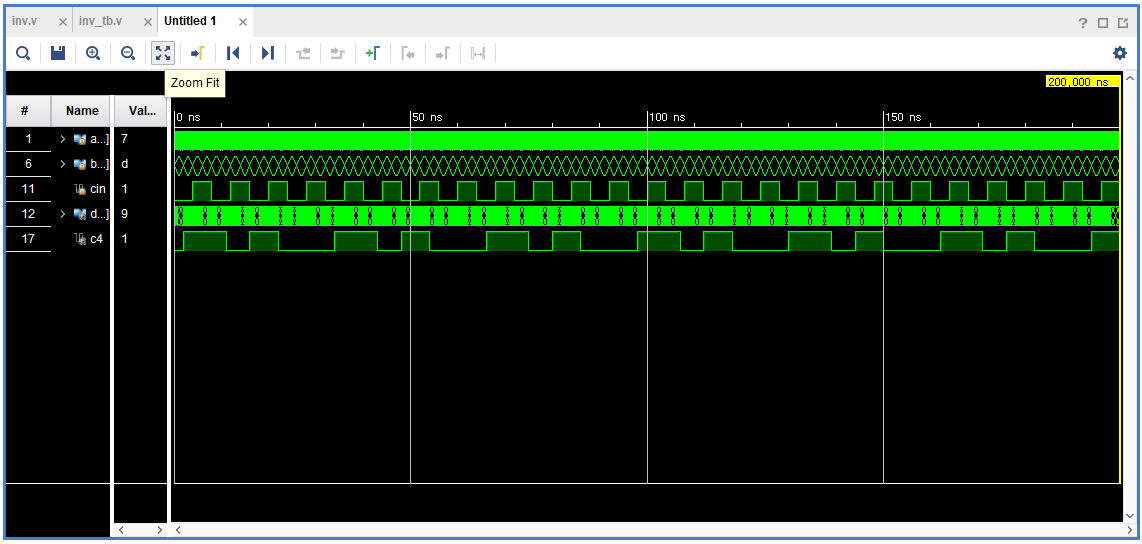 inv.v × inv_tb.v × Untitled 1 × ?
Zoom Fit
200,000 ns
# Name Val...
0 ns 50 ns 100 ns 150 ns
1 > a...] 7
6 > b...] d
11 cin 1
12 > d...] 9
17 c4 1